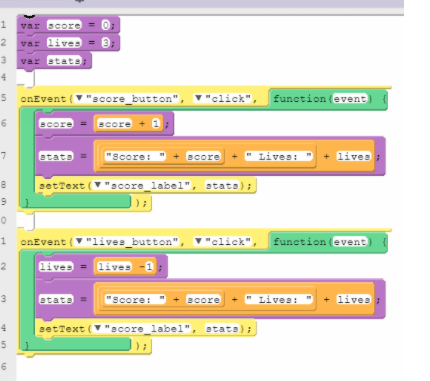 1 var score = 0;
2 var lives = 3;
3 var stats;
4
5 onEvent(▼"score_button", ▼"click", function(event) {
6 score = score + 1;
7 stats = "Score: " + score + " Lives: " + lives;
8 setText(▼"score_label", stats);
9 } );
0
1 onEvent(▼"lives_button", ▼"click", function(event) {
2 lives = lives -1;
3 stats = "Score: " + score + " Lives: " + lives;
4 setText(▼"score_label", stats);
5 } );
6